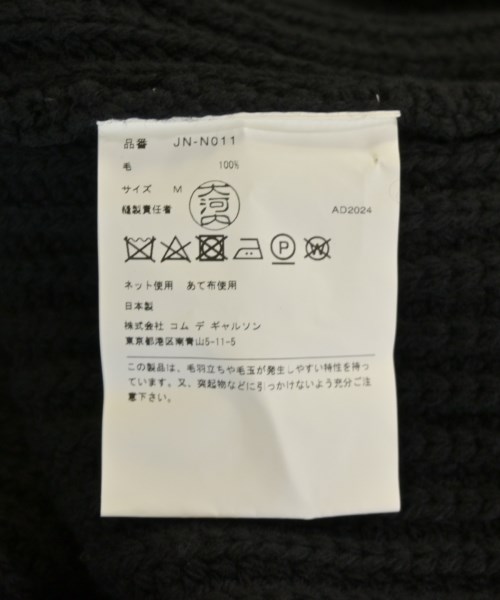 品番 JN-N011
毛 100%
サイズ M
縫製責任者 大河内 AD2024
P W
ネット使用 あて布使用
日本製
株式会社 コム デ ギャルソン
東京都港区南青山5-11-5
この製品は、毛羽立ちや毛玉が発生しやすい特性を持っ
ています。又、突起物などに引っかけないよう充分ご注
意下さい。